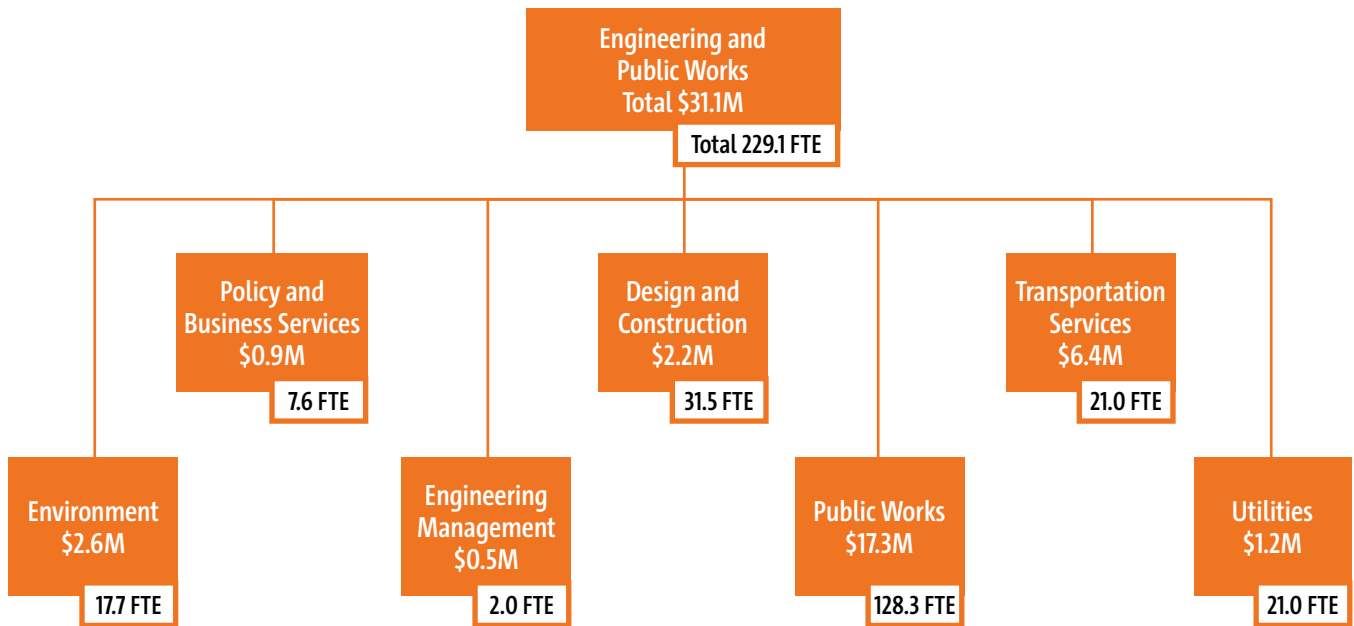 Engineering and
Public Works
Total $31.1M
Total 229.1 FTE
Policy and
Business Services
$0.9M
7.6 FTE
Design and
Construction
$2.2M
31.5 FTE
Transportation
Services
$6.4M
21.0 FTE
Environment
$2.6M
17.7 FTE
Engineering
Management
$0.5M
2.0 FTE
Public Works
$17.3M
128.3 FTE
Utilities
$1.2M
21.0 FTE